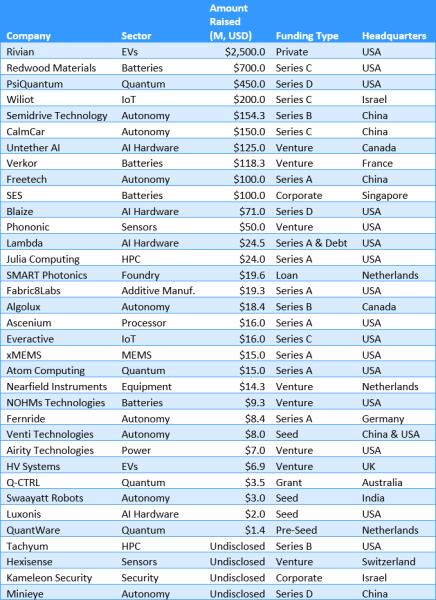 Amount
Raised
Company Sector (M, USD) Funding Type Headquarters
Rivian EVs $2,500.0 Private USA
Redwood Materials Batteries $700.0 Series C USA
PsiQuantum Quantum $450.0 Series D USA
Wiliot IoT $200.0 Series C Israel
Semidrive Technology Autonomy $154.3 Series B China
CalmCar Autonomy $150.0 Series C China
Untether AI AI Hardware $125.0 Venture Canada
Verkor Batteries $118.3 Venture France
Freetech Autonomy $100.0 Series A China
SES Batteries $100.0 Corporate Singapore
Blaize AI Hardware $71.0 Series D USA
Phononic Sensors $50.0 Venture USA
Lambda AI Hardware $24.5 Series A & Debt USA
Julia Computing HPC $24.0 Series A USA
SMART Photonics Foundry $19.6 Loan Netherlands
Fabric8Labs Additive Manuf. $19.3 Series A USA
Algolux Autonomy $18.4 Series B Canada
Ascenium Processor $16.0 Series A USA
Everactive IoT $16.0 Series C USA
xMEMS MEMS $15.0 Series A USA
Atom Computing Quantum $15.0 Series A USA
Nearfield Instruments Equipment $14.3 Venture Netherlands
NOHMs Technologies Batteries $9.3 Venture USA
Fernride Autonomy $8.4 Series A Germany
Venti Technologies Autonomy $8.0 Seed China & USA
Airity Technologies Power $7.0 Venture USA
HV Systems EVs $6.9 Venture UK
Q-CTRL Quantum $3.5 Grant Australia
Swaayatt Robots Autonomy $3.0 Seed India
Luxonis AI Hardware $2.0 Seed USA
QuantWare Quantum $1.4 Pre-Seed Netherlands
Tachyum HPC Undisclosed Series B USA
Hexisense Sensors Undisclosed Venture Switzerland
Kameleon Security Security Undisclosed Corporate Israel
Minieye Autonomy Undisclosed Series D China